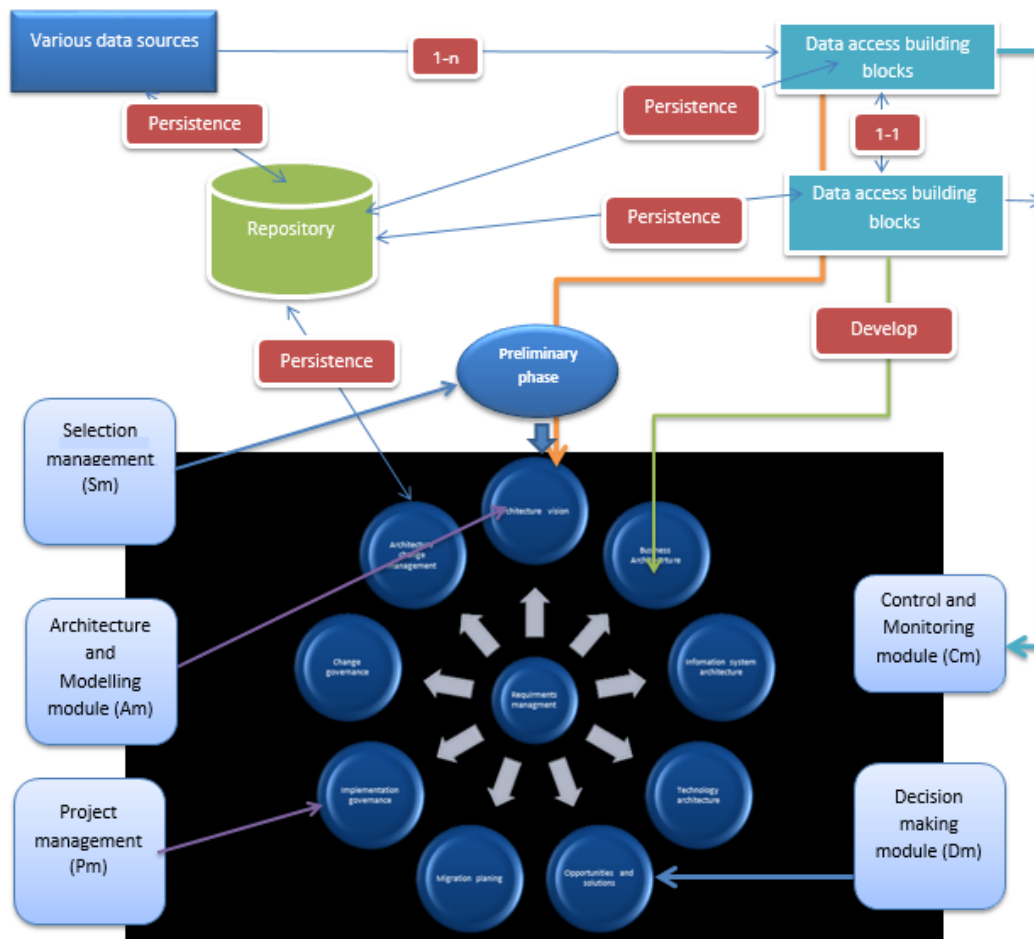 Various data sources
1-n
Data access building
blocks
Persistence
Persistence
1-1
Data access building
blocks
Persistence
Repository
Develop
Persistence
Preliminary
phase
Selection
management
(Sm)
Architecture
and
Modelling
module (Am)
Project
management
(Pm)
Control and
Monitoring
module (Cm)
Decision
making
module (Dm)
Architecture vision
Architecture
change
management
Business
Architecture
Change
governance
Requirments
managment
Infomation system
architecture
Implementation
governance
Technology
architecture
Migration planing
Opportunities and
solutions